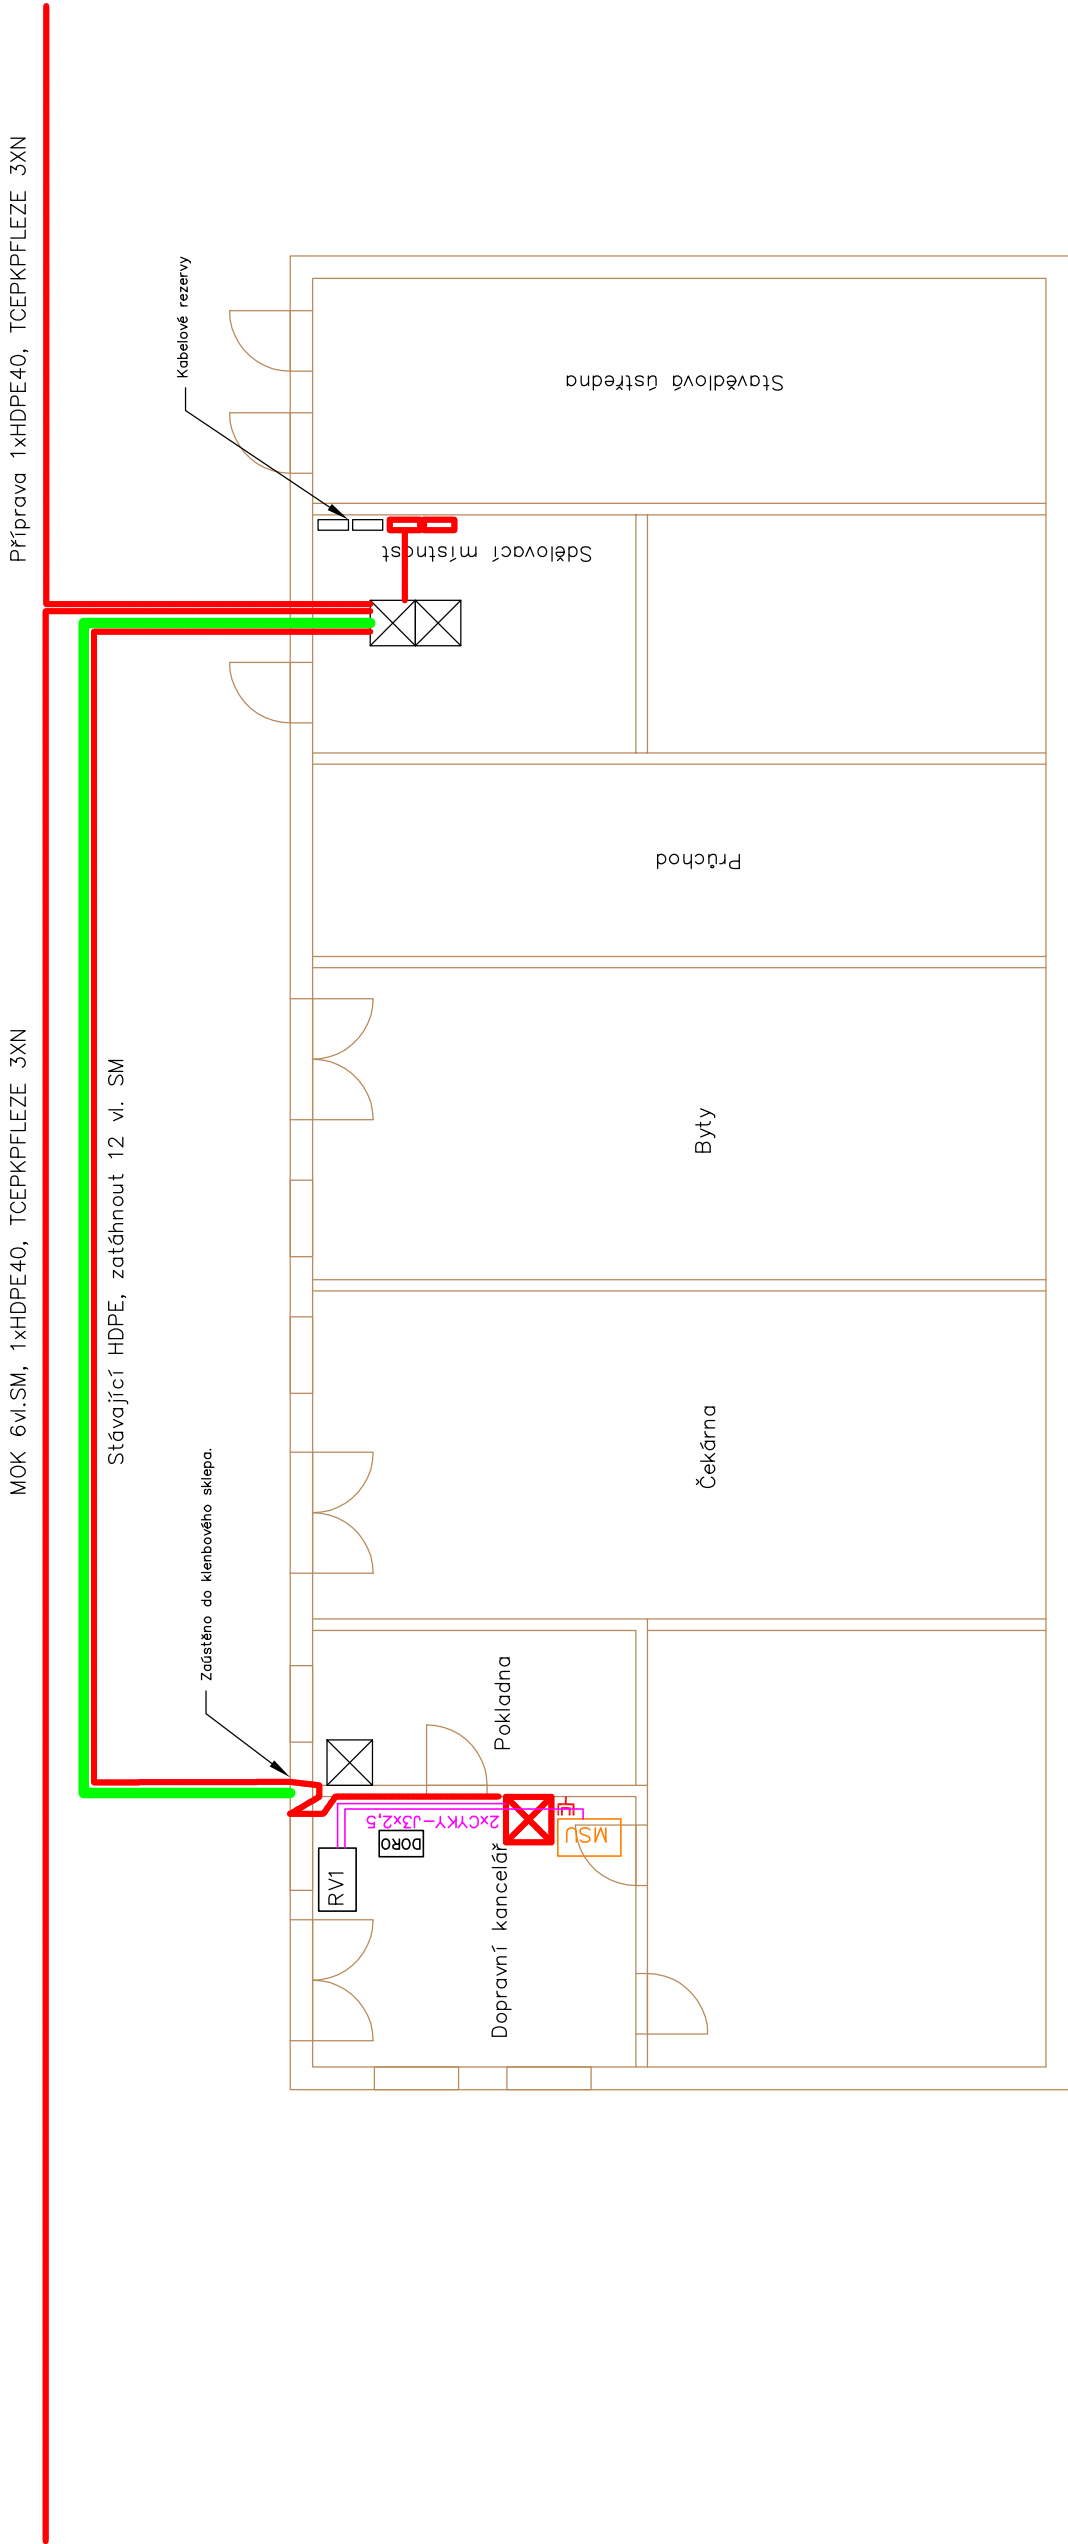 Příprava 1xHDPE40, TCEPKPFLEZE 3XN
Kabelové rezervy
Stavědlová ústředna
Sdělovací místnost
Průchod
MOK 6vl.SM, 1xHDPE40, TCEPKPFLEZE 3XN
Stávající HDPE, zatáhnout 12 vl. SM
Byty
Čekárna
Zaústěno do klenbového sklepa.
Pokladna
2xCYKY-J3x2,5
DORO
MSU
RV1
Dopravní kancelář